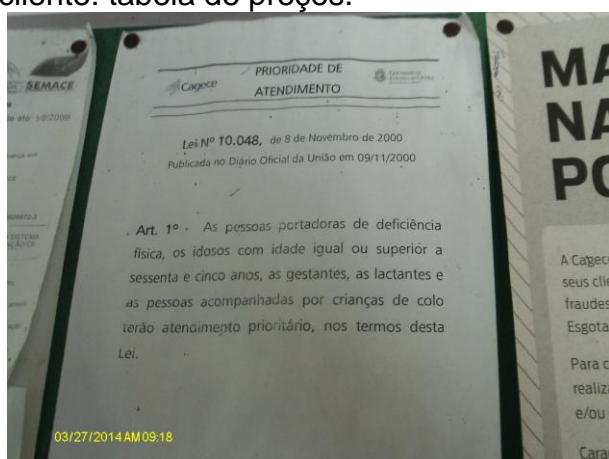 cliente: tabela de preços.
SEMACE
Cagece
PRIORIDADE DE
ATENDIMENTO
Lei Nº 10.048, de 8 de Novembro de 2000
Publicada no Diário Oficial da União em 09/11/2000
Art. 1º - As pessoas portadoras de deficiência
física, os idosos com idade igual ou superior a
sessenta e cinco anos, as gestantes, as lactantes e
as pessoas acompanhadas por crianças de colo
terão atendimento prioritário, nos termos desta
Lei.
MA
NA
PO
A Cagece
seus clie
fraudes
Esgota
Para c
realiza
e/ou
Cara
03/27/2014 AM 09:18